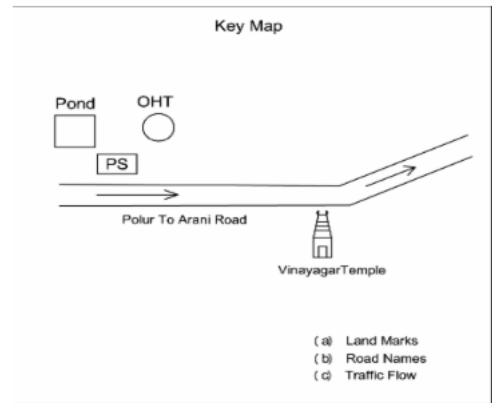 Key Map
Pond
OHT
PS
Polur To Arani Road
VinayagarTemple
(a) Land Marks
(b) Road Names
(c) Traffic Flow